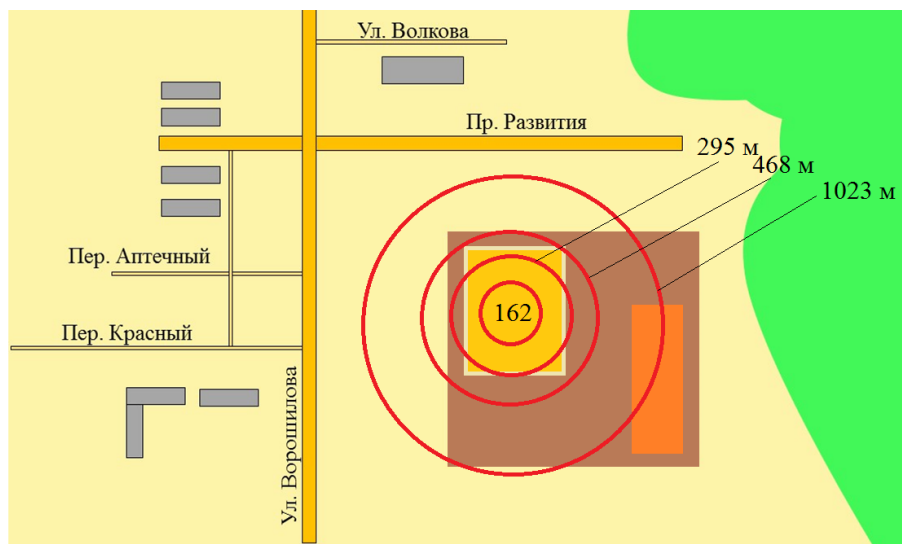 Ул. Волкова
Пр. Развития
295 м
468 м
1023 м
Пер. Аптечный
162
Пер. Красный
Ул. Ворошилова